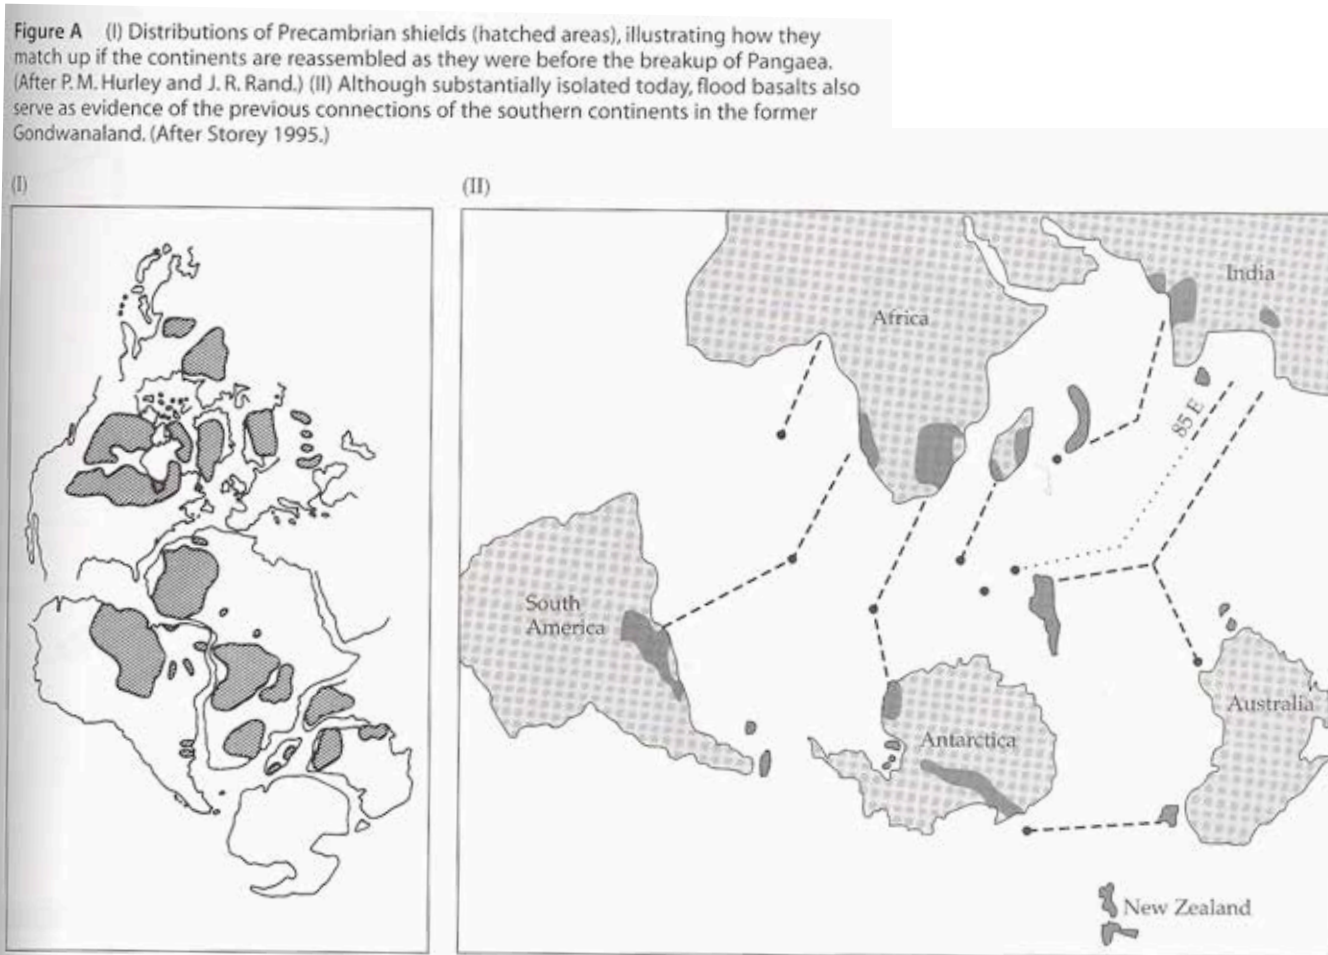 Figure A (I) Distributions of Precambrian shields (hatched areas), illustrating how they
match up if the continents are reassembled as they were before the breakup of Pangaea.
(After P. M. Hurley and J. R. Rand.) (II) Although substantially isolated today, flood basalts also
serve as evidence of the previous connections of the southern continents in the former
Gondwanaland. (After Storey 1995.)
(I)
(II)
India
Africa
85 E
South
America
Australia
Antarctica
New Zealand